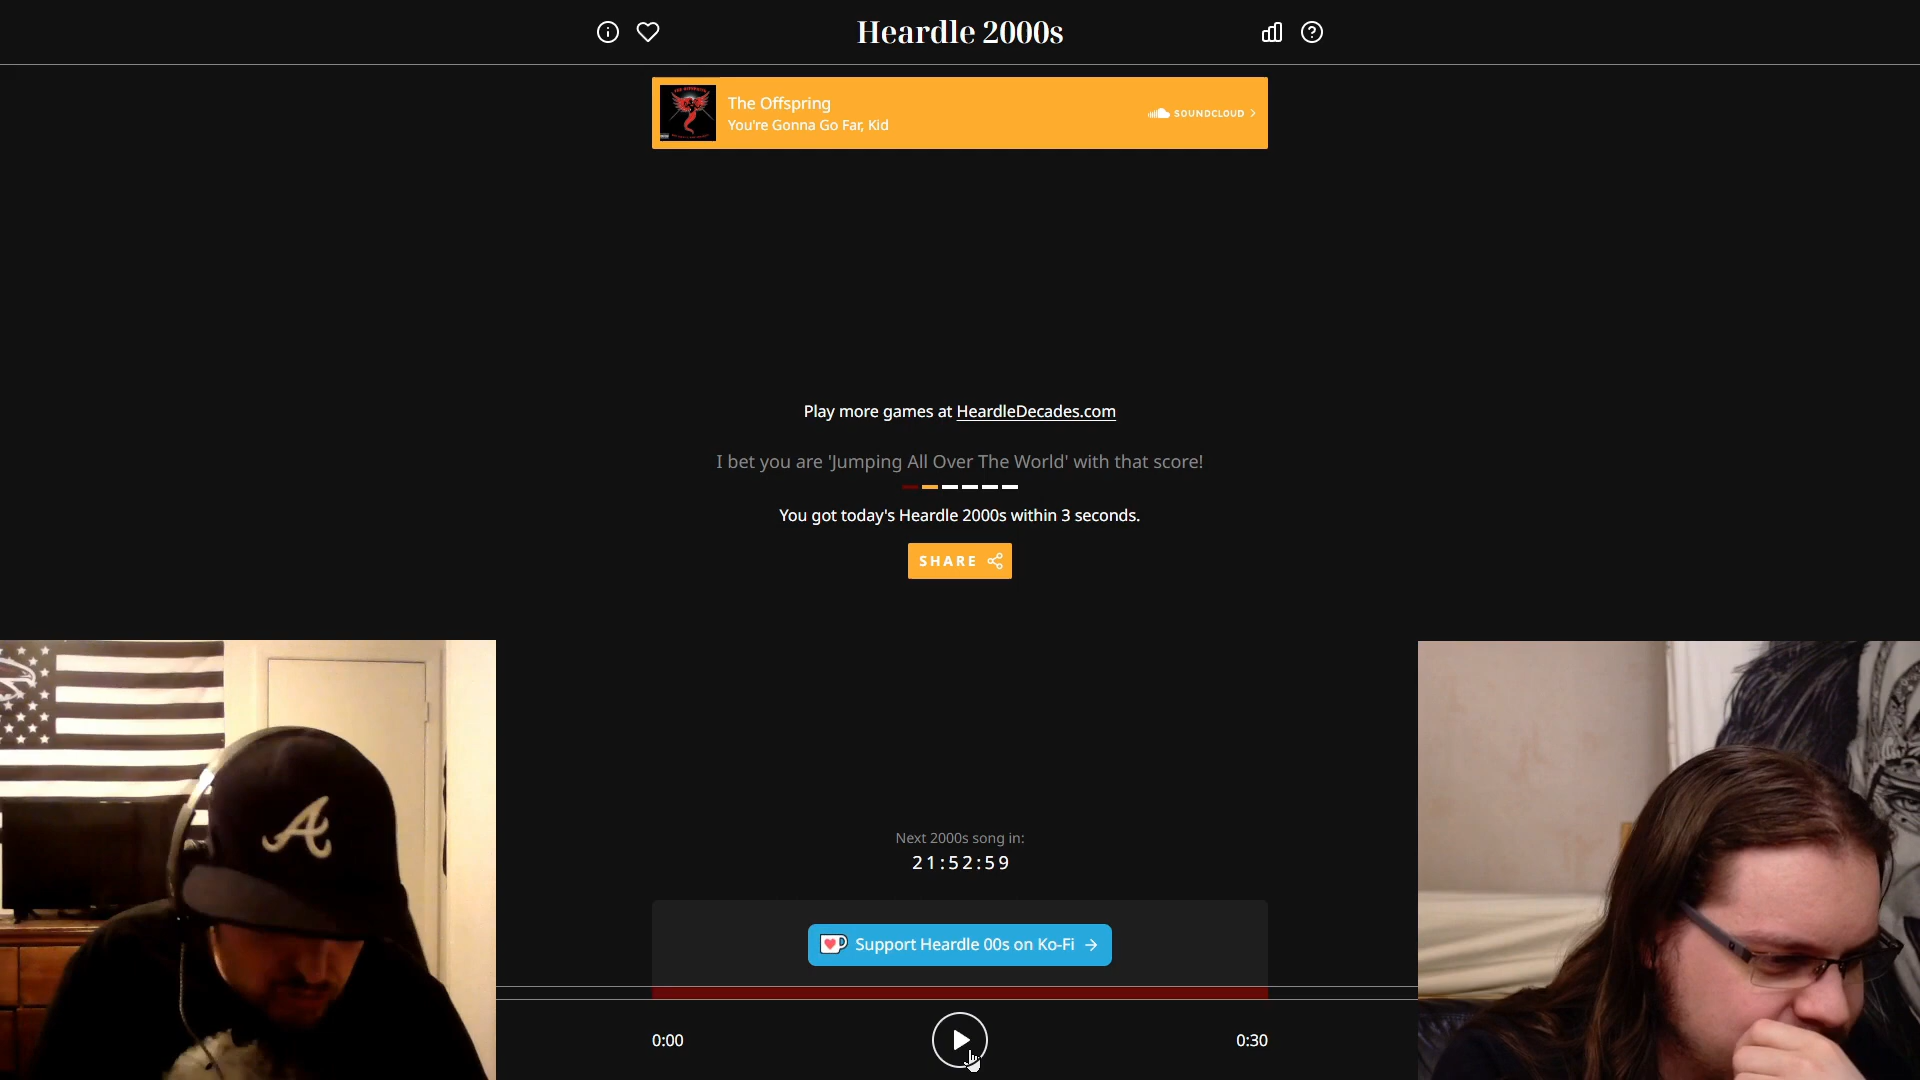 Heardle 2000s
The Offspring
You're Gonna Go Far, Kid
SOUNDCLOUD
Play more games at HeardleDecades.com
I bet you are 'Jumping All Over The World' with that score!
You got today's Heardle 2000s within 3 seconds.
SHARE
Next 2000s song in:
21:52:59
Support Heardle 00s on Ko-Fi
0:00
0:30
A